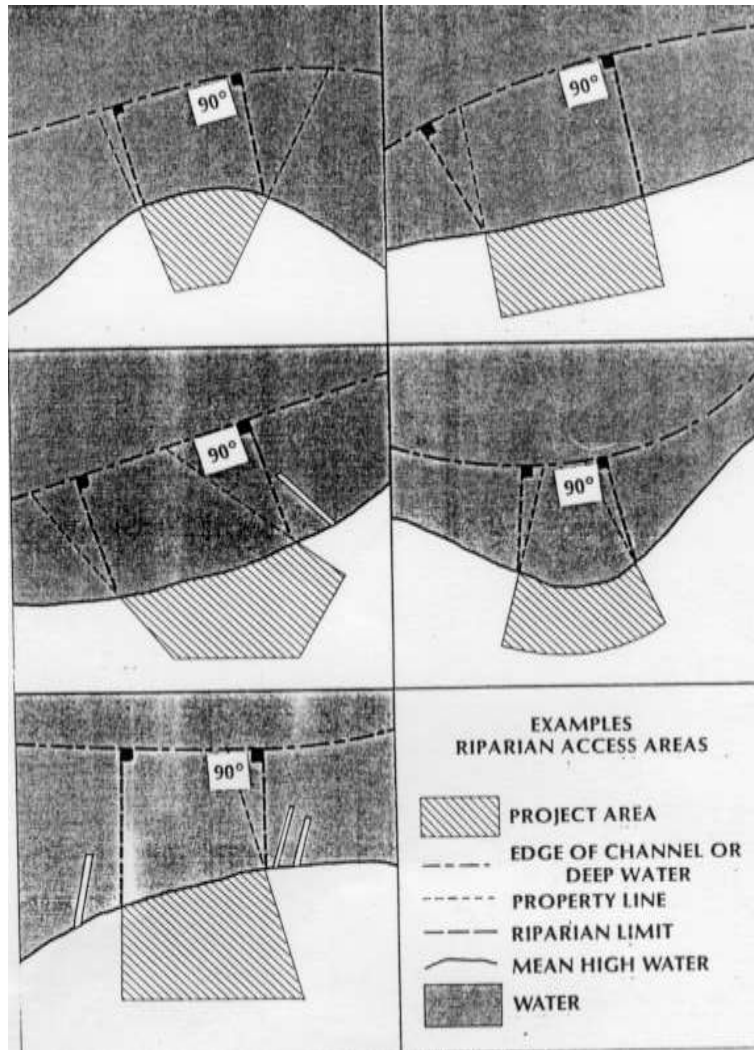 90°
90°
90°
90°
90°
EXAMPLES
RIPARIAN ACCESS AREAS
PROJECT AREA
EDGE OF CHANNEL OR
DEEP WATER
PROPERTY LINE
RIPARIAN LIMIT
MEAN HIGH WATER
WATER